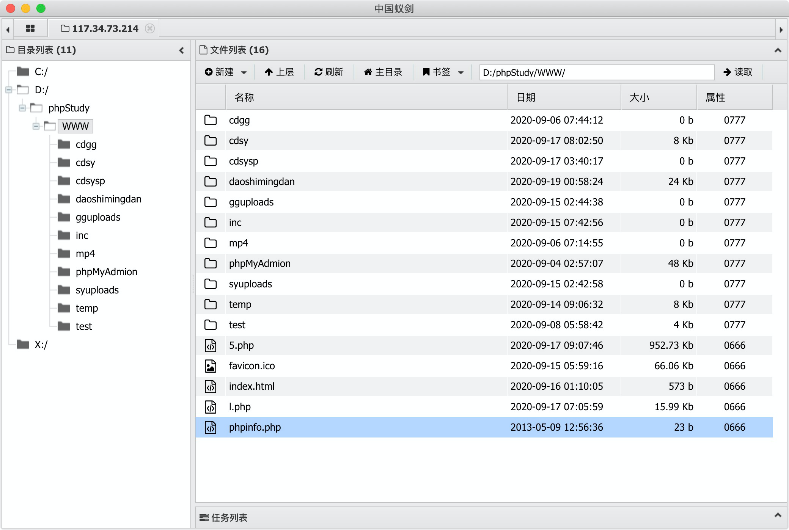 中国蚁剑
117.34.73.214
目录列表 (11)
C:/
D:/
phpStudy
WWW
cdgg
cdsy
cdsysp
daoshimingdan
gguploads
inc
mp4
phpMyAdmion
syuploads
temp
test
X:/
文件列表 (16)
新建 上层 刷新 主目录 书签 D:/phpStudy/WWW/ 读取
名称 日期 大小 属性
cdgg 2020-09-06 07:44:12 0 b 0777
cdsy 2020-09-17 08:02:50 8 Kb 0777
cdsysp 2020-09-17 03:40:17 0 b 0777
daoshimingdan 2020-09-19 00:58:24 24 Kb 0777
gguploads 2020-09-15 02:44:38 0 b 0777
inc 2020-09-15 07:42:56 0 b 0777
mp4 2020-09-06 07:14:55 0 b 0777
phpMyAdmion 2020-09-04 02:57:07 48 Kb 0777
syuploads 2020-09-15 02:42:58 0 b 0777
temp 2020-09-14 09:06:32 8 Kb 0777
test 2020-09-08 05:58:42 4 Kb 0777
5.php 2020-09-17 09:07:46 952.73 Kb 0666
favicon.ico 2020-09-15 05:59:16 66.06 Kb 0666
index.html 2020-09-16 01:10:05 573 b 0666
l.php 2020-09-17 07:05:59 15.99 Kb 0666
phpinfo.php 2013-05-09 12:56:36 23 b 0666
任务列表